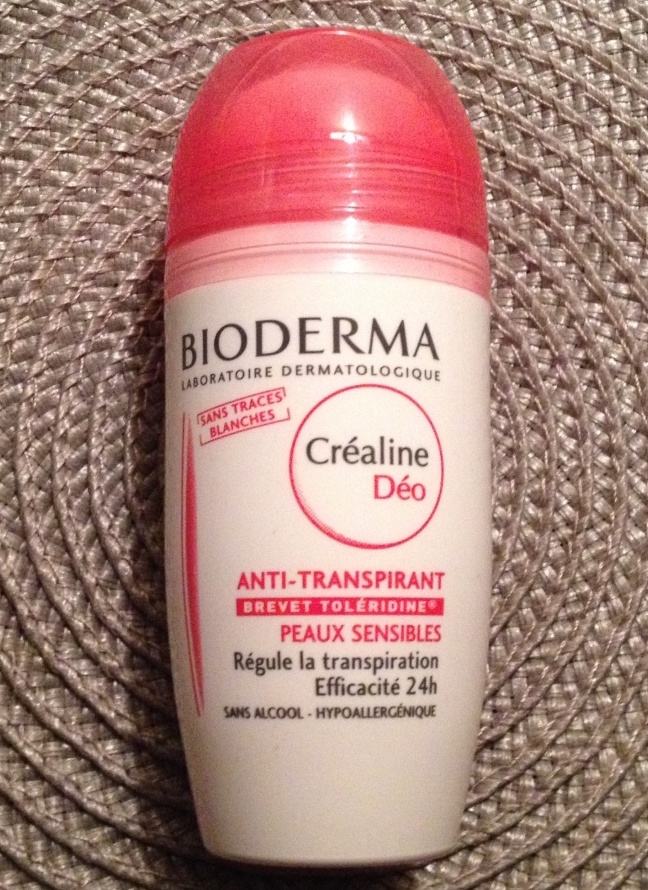 BIODERMA
LABORATOIRE DERMATOLOGIQUE
SANS TRACES
BLANCHES
Créaline
Déo
ANTI-TRANSPIRANT
BREVET TOLÉRIDINE®
PEAUX SENSIBLES
Régule la transpiration
Efficacité 24h
SANS ALCOOL - HYPOALLERGÉNIQUE